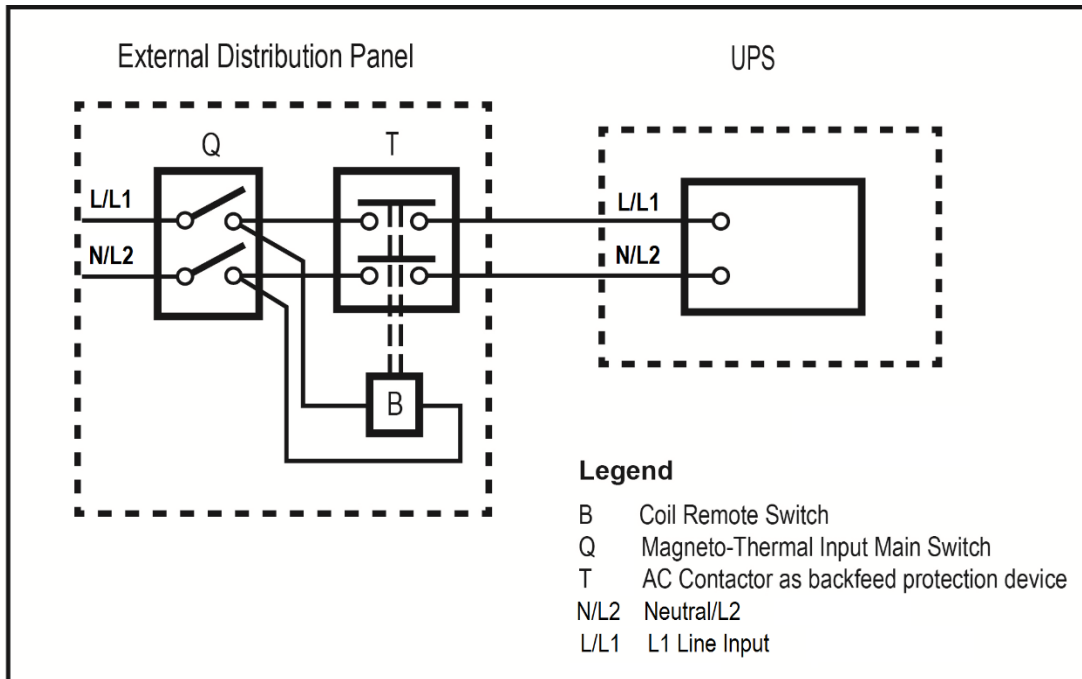 External Distribution Panel
UPS
Q
T
L/L1
N/L2
L/L1
N/L2
B
Legend
B Coil Remote Switch
Q Magneto-Thermal Input Main Switch
T AC Contactor as backfeed protection device
N/L2 Neutral/L2
L/L1 L1 Line Input